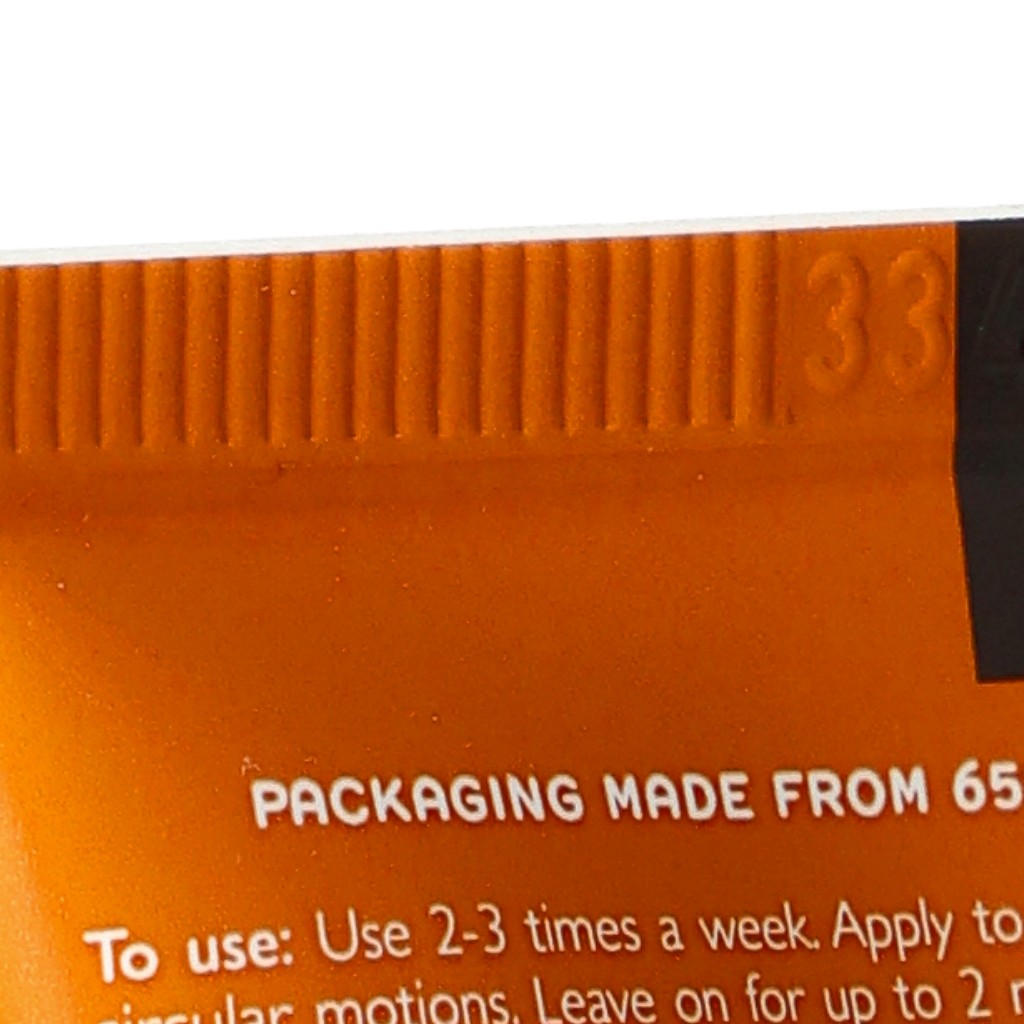 33
PACKAGING MADE FROM 65
To use: Use 2-3 times a week. Apply to
circular motions. Leave on for up to 2